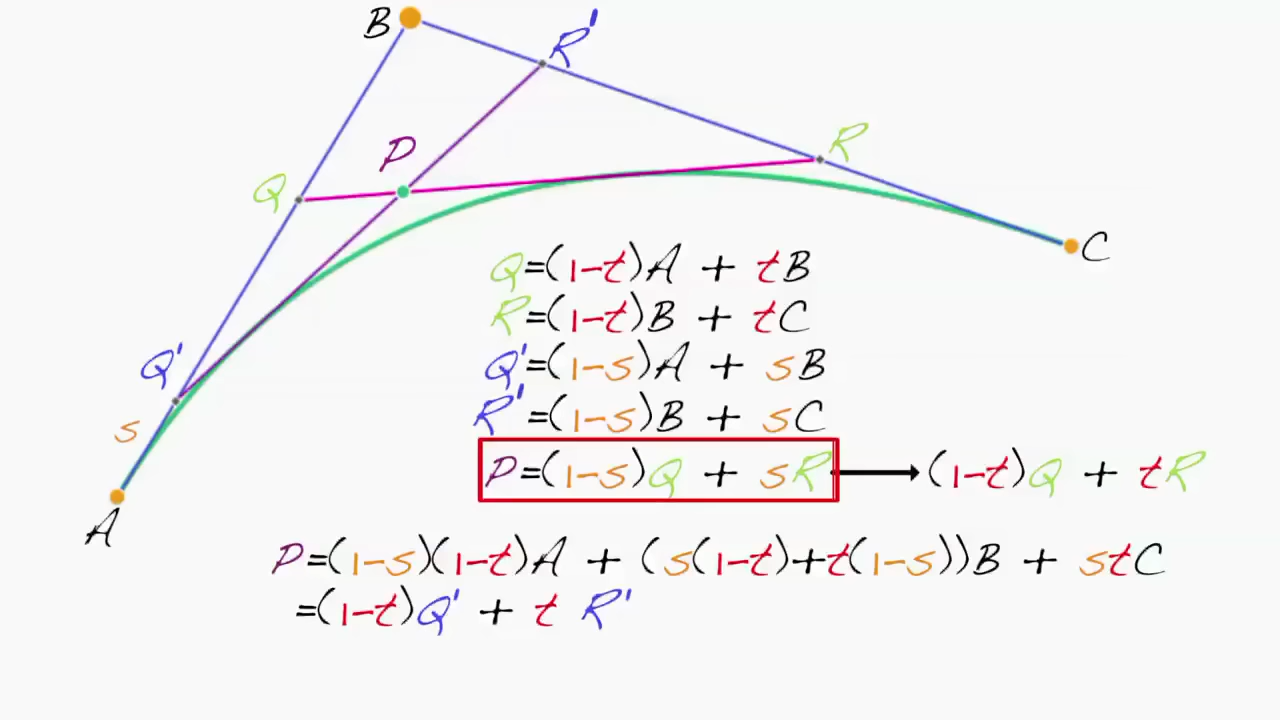 B
R'
P
R
Q
C
Q=(1-t)A + tB
R=(1-t)B + tC
Q'
Q'=(1-s)A + sB
R'=(1-s)B + sC
s
P=(1-s)Q + sR
(1-t)Q + tR
A
P=(1-s)(1-t)A + (s(1-t)+t(1-s))B + stC
=(1-t)Q' + t R'